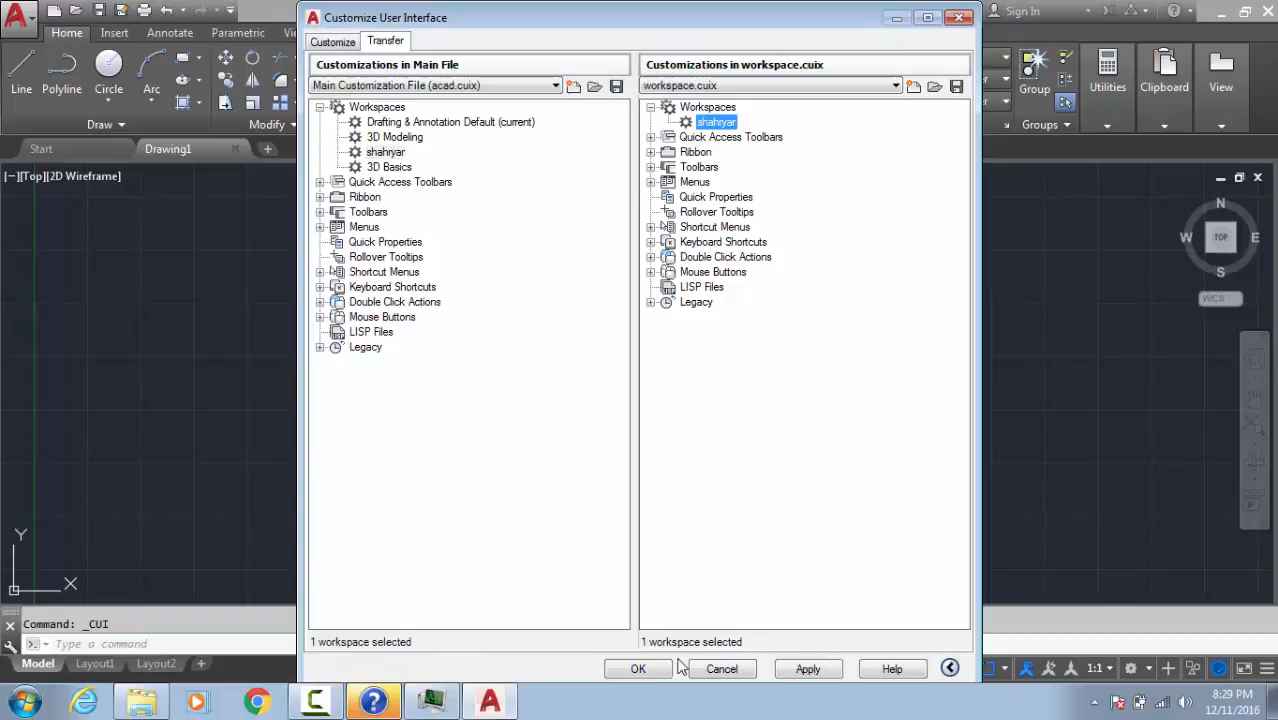 Customize User Interface
Sign In
Home
Insert
Annotate
Parametric
Line
Polyline
Circle
Arc
Draw
Modify
Group
Groups
Utilities
Clipboard
View
Start
Drawing1
[−][Top][2D Wireframe]
Customize
Transfer
Customizations in Main File
Main Customization File (acad.cuix)
Workspaces
Drafting & Annotation Default (current)
3D Modeling
shahryar
3D Basics
Quick Access Toolbars
Ribbon
Toolbars
Menus
Quick Properties
Rollover Tooltips
Shortcut Menus
Keyboard Shortcuts
Double Click Actions
Mouse Buttons
LISP Files
Legacy
1 workspace selected
Customizations in workspace.cuix
workspace.cuix
Workspaces
shahryar
Quick Access Toolbars
Ribbon
Toolbars
Menus
Quick Properties
Rollover Tooltips
Shortcut Menus
Keyboard Shortcuts
Double Click Actions
Mouse Buttons
LISP Files
Legacy
1 workspace selected
OK
Cancel
Apply
Help
N
W
TOP
E
S
WCS
Y
X
Command: _CUI
Type a command
Model
Layout1
Layout2
1:1
8:29 PM
12/11/2016